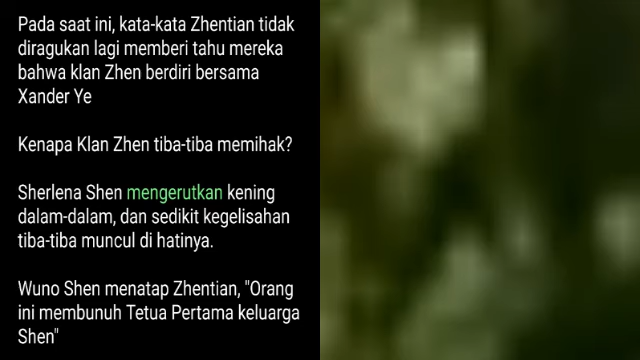 Pada saat ini, kata-kata Zhentian tidak
diragukan lagi memberi tahu mereka
bahwa klan Zhen berdiri bersama
Xander Ye
Kenapa Klan Zhen tiba-tiba memihak?
Sherlena Shen mengerutkan kening
dalam-dalam, dan sedikit kegelisahan
tiba-tiba muncul di hatinya.
Wuno Shen menatap Zhentian, "Orang
ini membunuh Tetua Pertama keluarga
Shen"